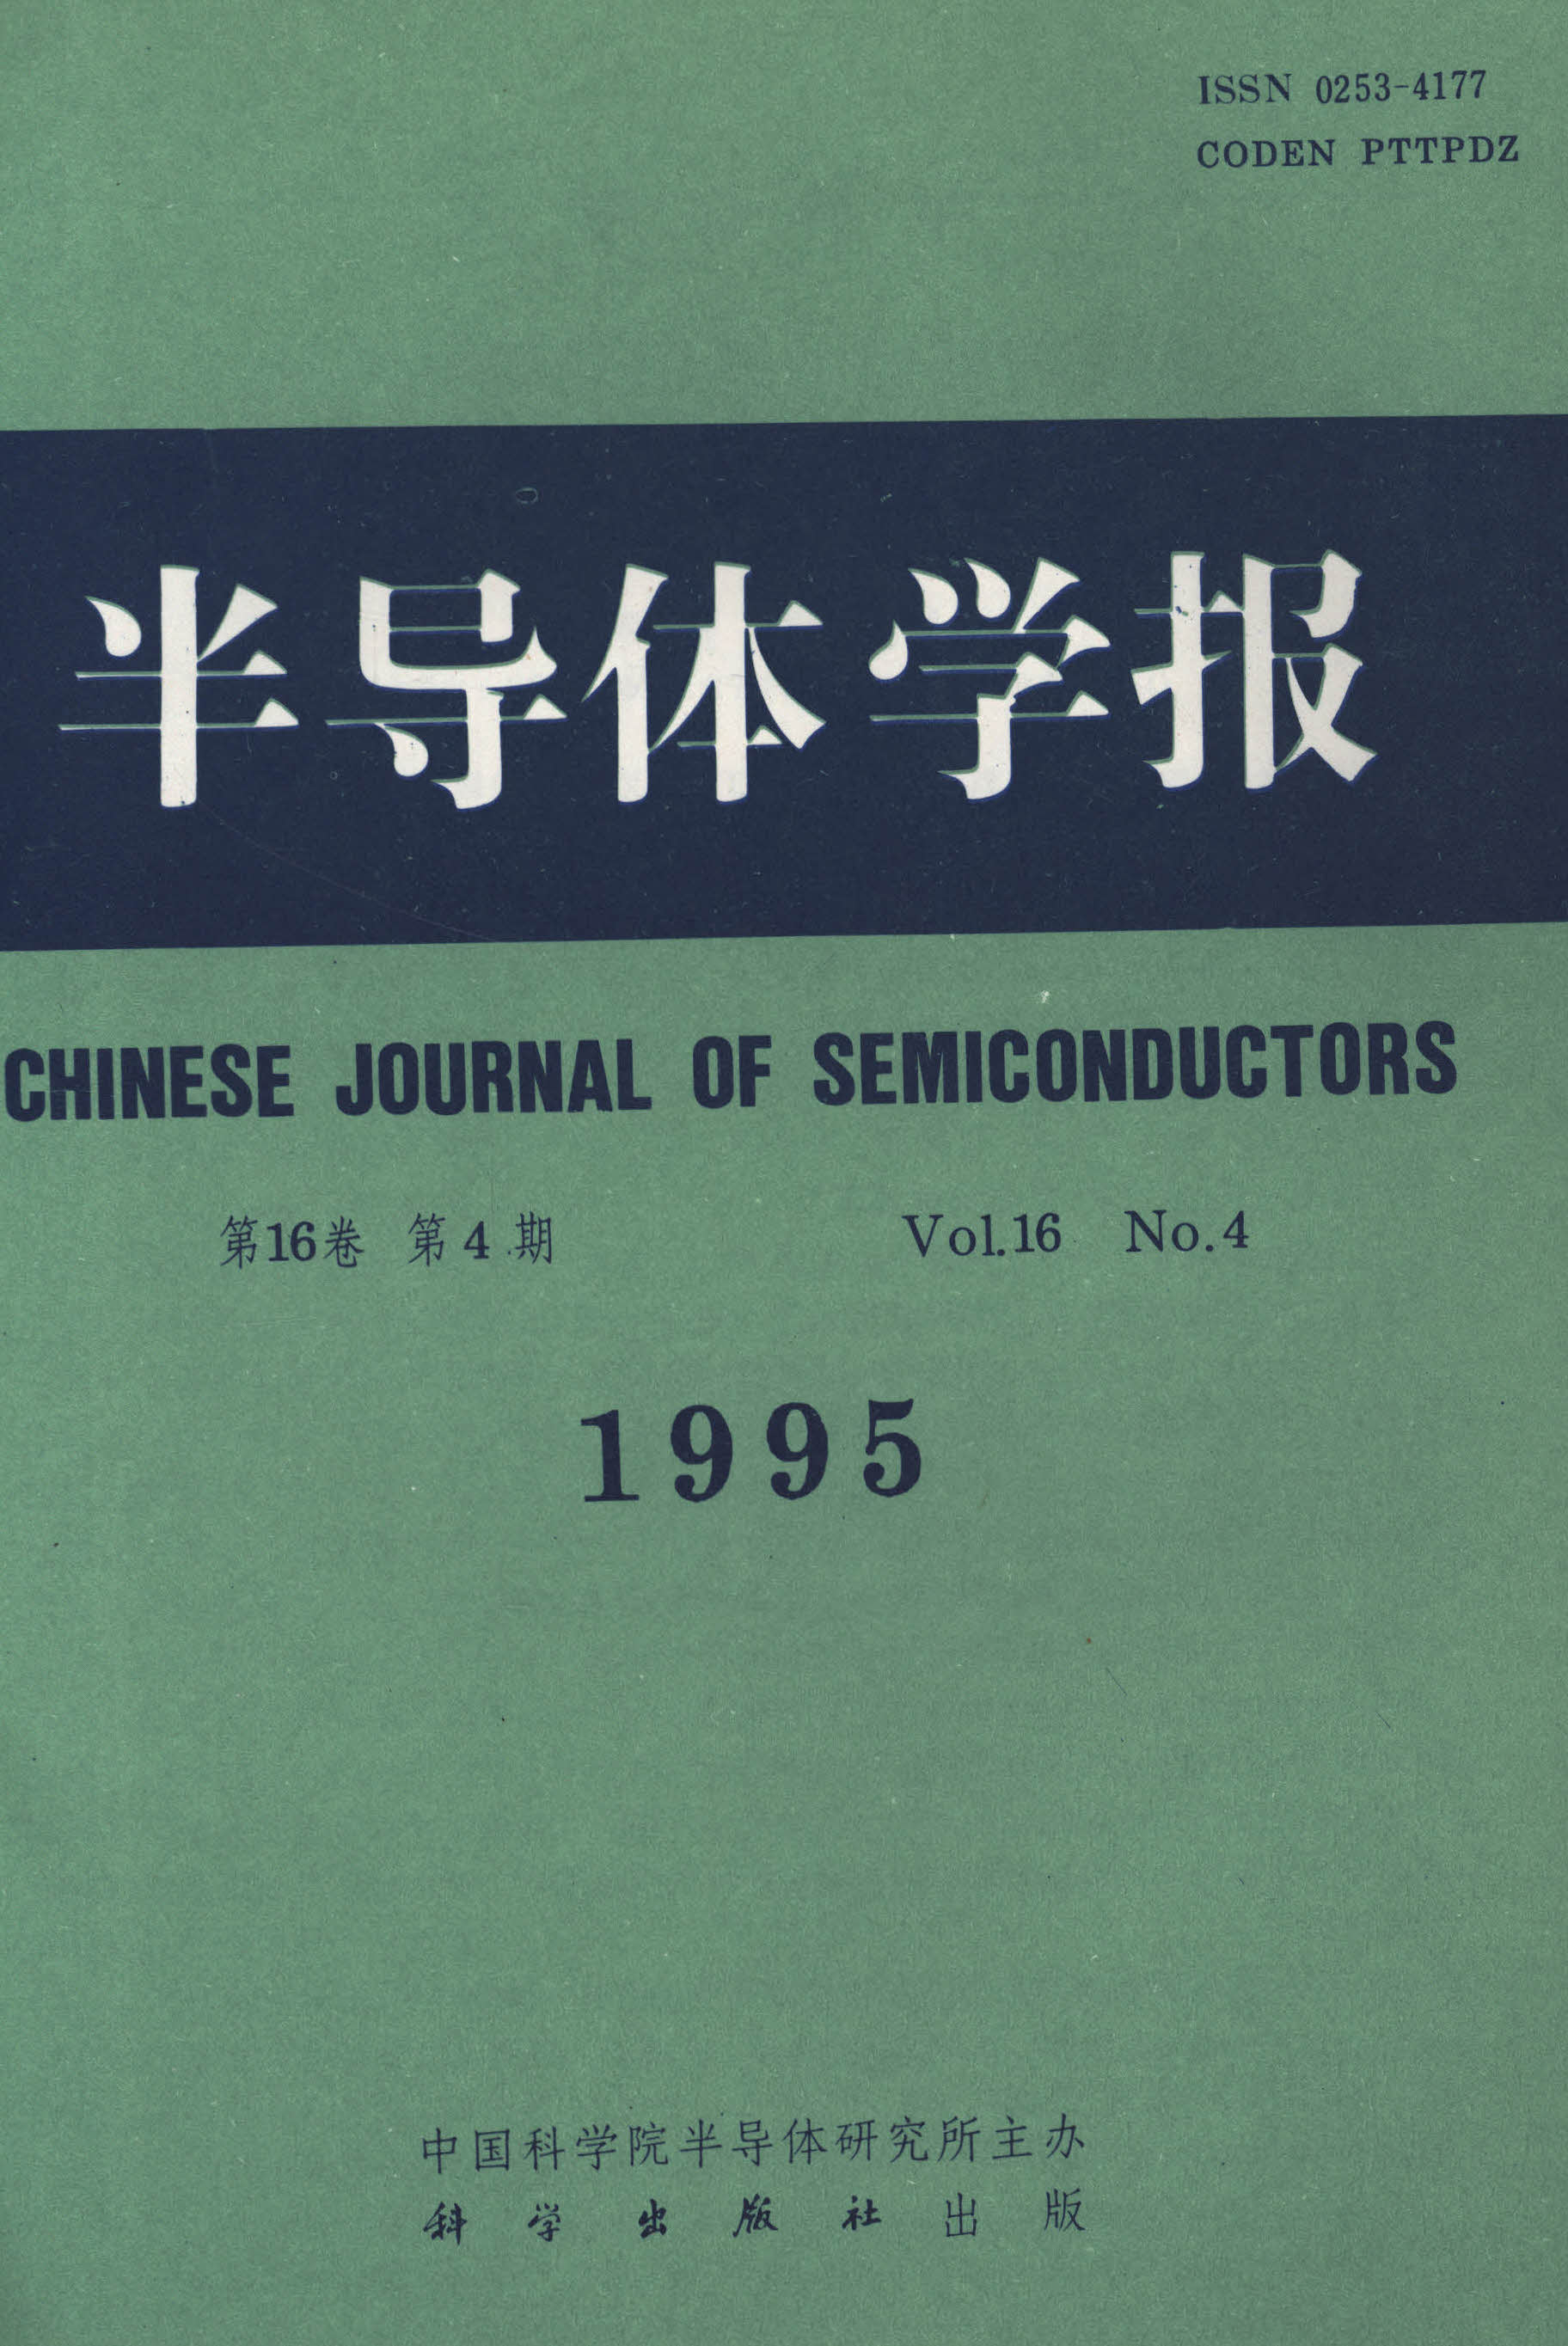 ISSN 0253-4177
CODEN PTTPDZ
半导体学报
CHINESE JOURNAL OF SEMICONDUCTORS
第16卷 第4期 Vol.16 No.4
1995
中国科学院半导体研究所主办
科学出版社出版